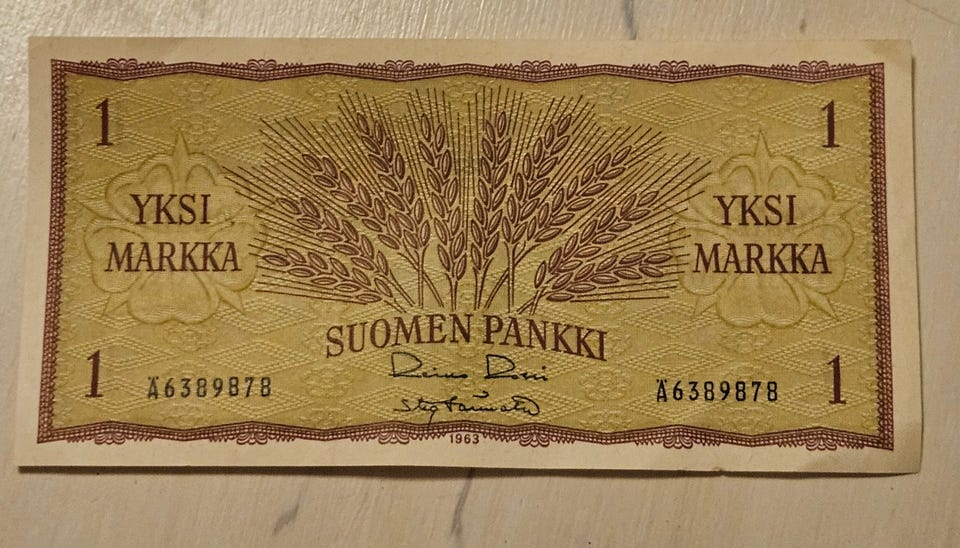 1
1
YKSI
MARKKA
YKSI
MARKKA
SUOMEN PANKKI
1
Ä6389878
Ä6389878
1
1963